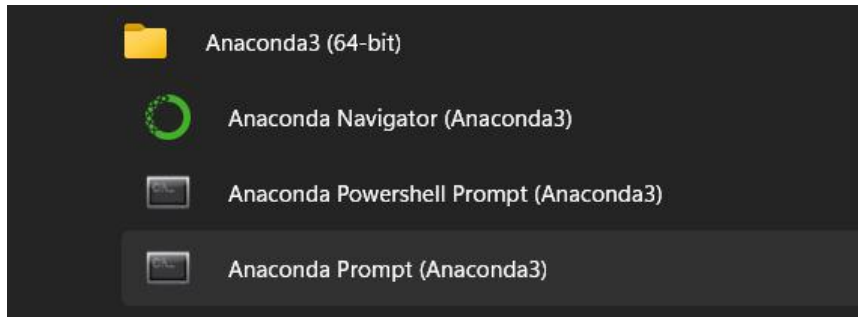 Anaconda3 (64-bit)
Anaconda Navigator (Anaconda3)
Anaconda Powershell Prompt (Anaconda3)
Anaconda Prompt (Anaconda3)